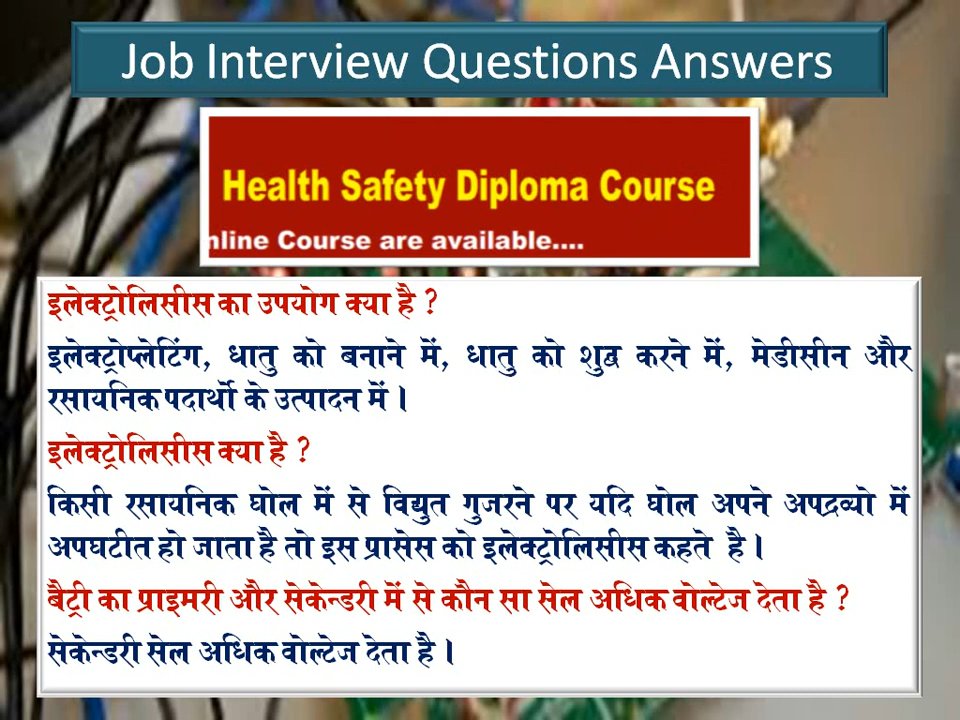 Job Interview Questions Answers
Health Safety Diploma Course
nline Course are available....
इलेक्ट्रोलिसीस का उपयोग क्या है ?
इलेक्ट्रोप्लेटिंग, धातु को बनाने में, धातु को शुद्ध करने में, मेडीसीन और
रसायनिक पदार्थो के उत्पादन में ।
इलेक्ट्रोलिसीस क्या है ?
किसी रसायनिक घोल में से विद्युत गुजरने पर यदि घोल अपने अपद्रव्यो में
अपघटीत हो जाता है तो इस प्रासेस को इलेक्ट्रोलिसीस कहते है ।
बैट्री का प्राइमरी और सेकेन्डरी में से कौन सा सेल अधिक वोल्टेज देता है ?
सेकेन्डरी सेल अधिक वोल्टेज देता है ।